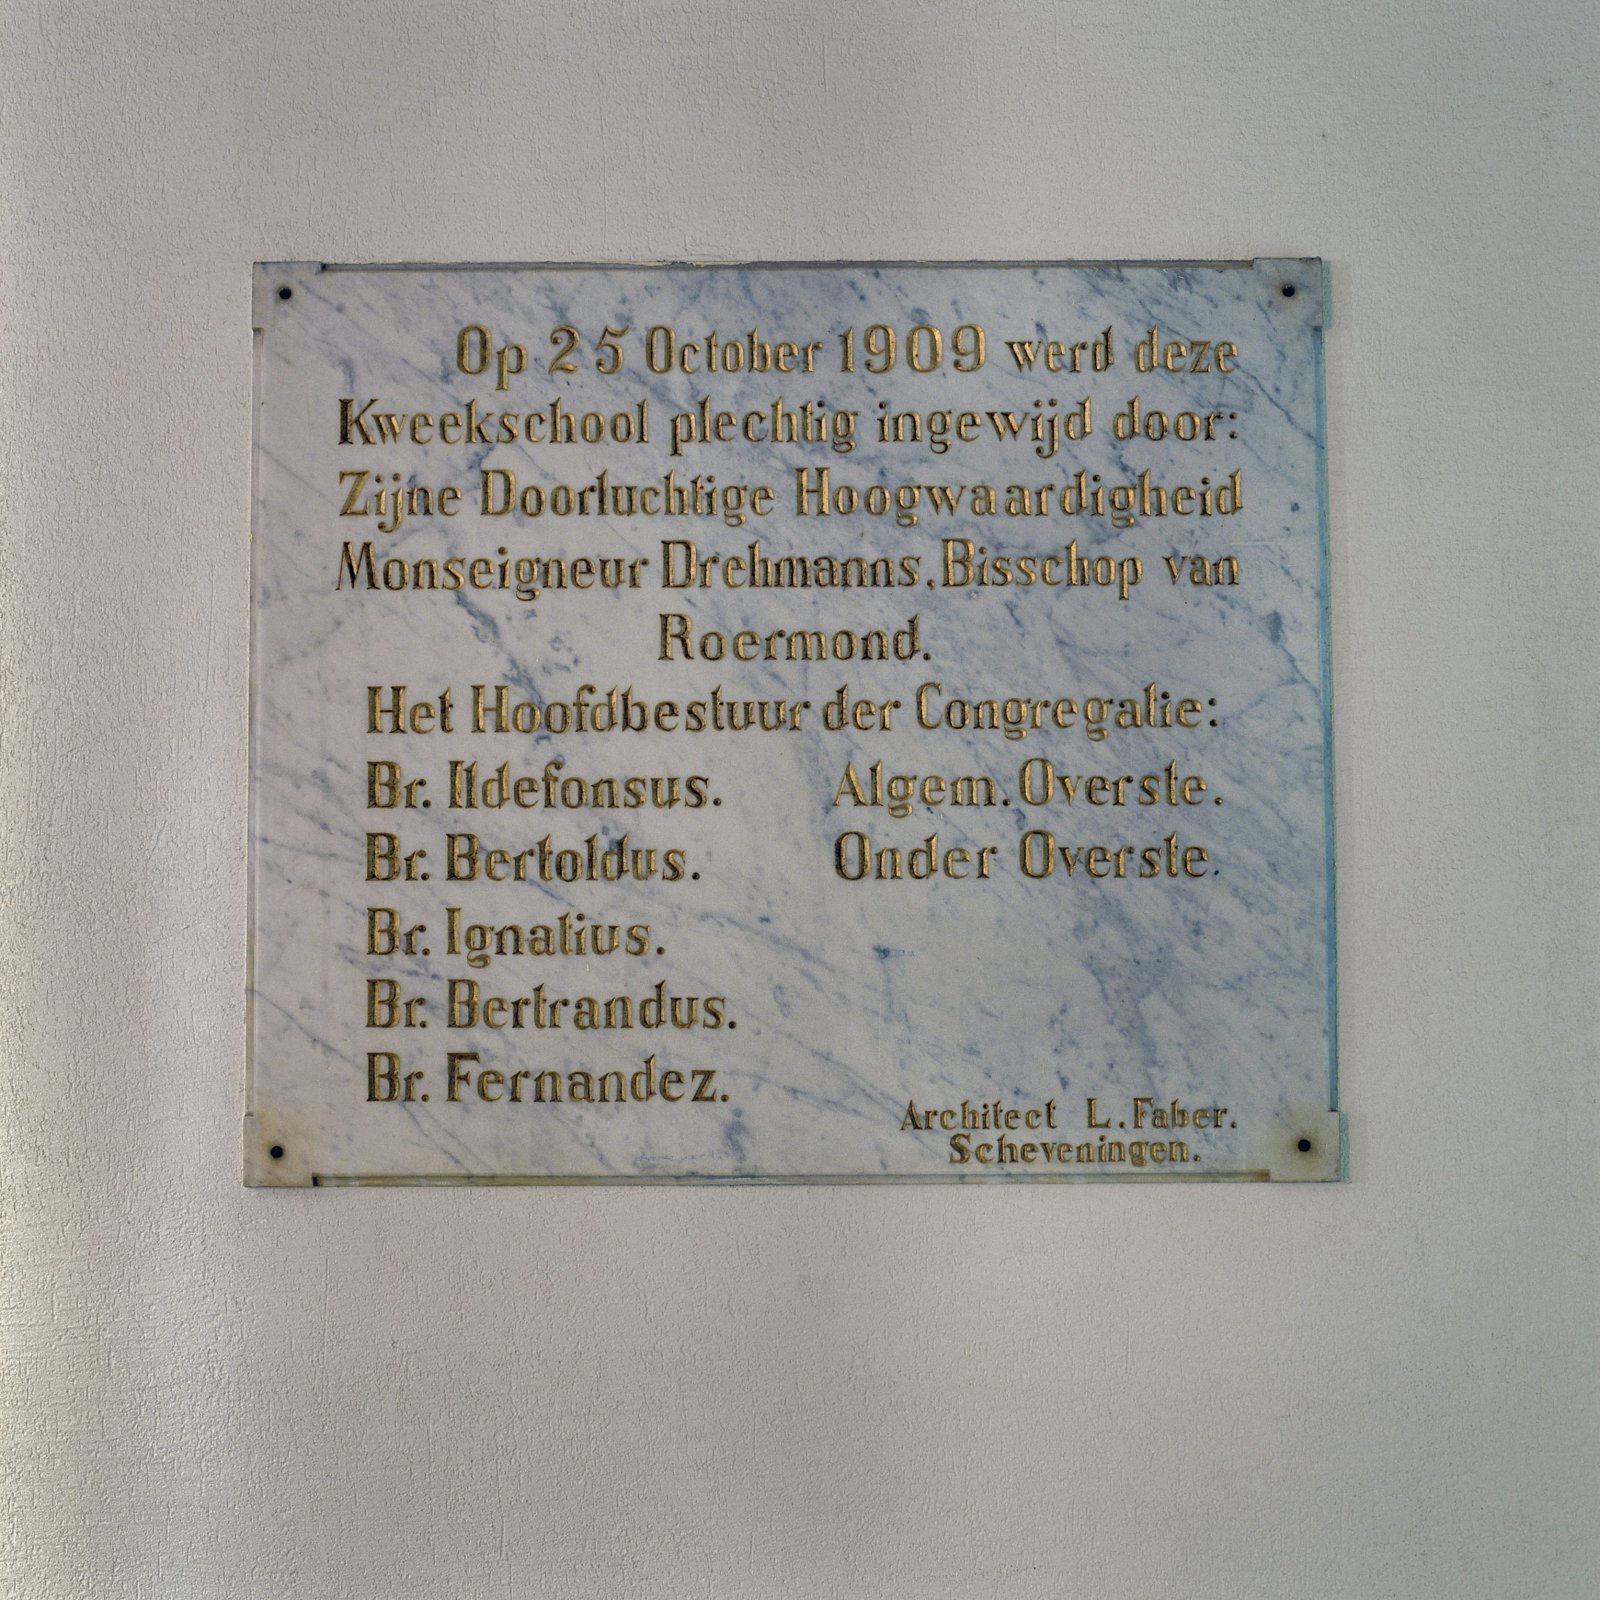 Op 25 October 1909 werd deze
Kweekschool plechtig ingewijd door:
Zijne Doorluchtige Hoogwaardigheid
Monseigneur Drehmanns, Bisschop van
Roermond.
Het Hoofdbestuur der Congregatie:
Br. Ildefonsus. Algem. Overste.
Br. Bertoldus. Onder Overste.
Br. Ignatius.
Br. Bertrandus.
Br. Fernandez.
Architect L. Faber.
Scheveningen.